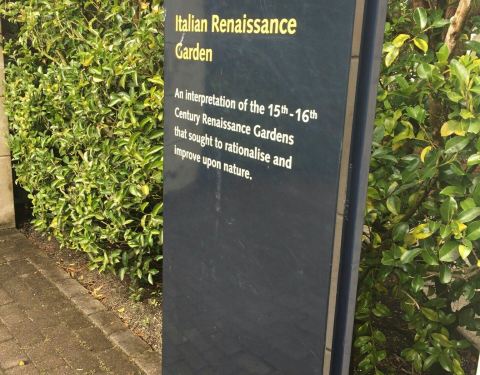 Italian Renaissance
Garden
An interpretation of the 15th-16th
Century Renaissance Gardens
that sought to rationalise and
improve upon nature.